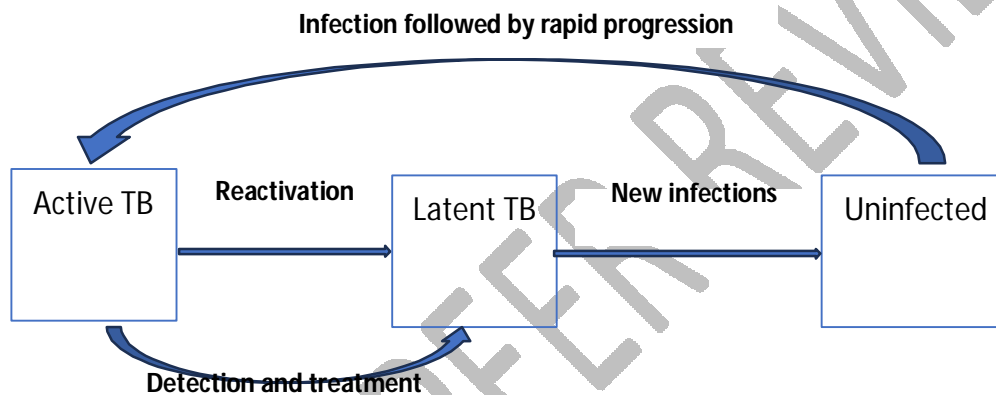 Infection followed by rapid progression
Active TB
Reactivation
Latent TB
New infections
Uninfected
Detection and treatment